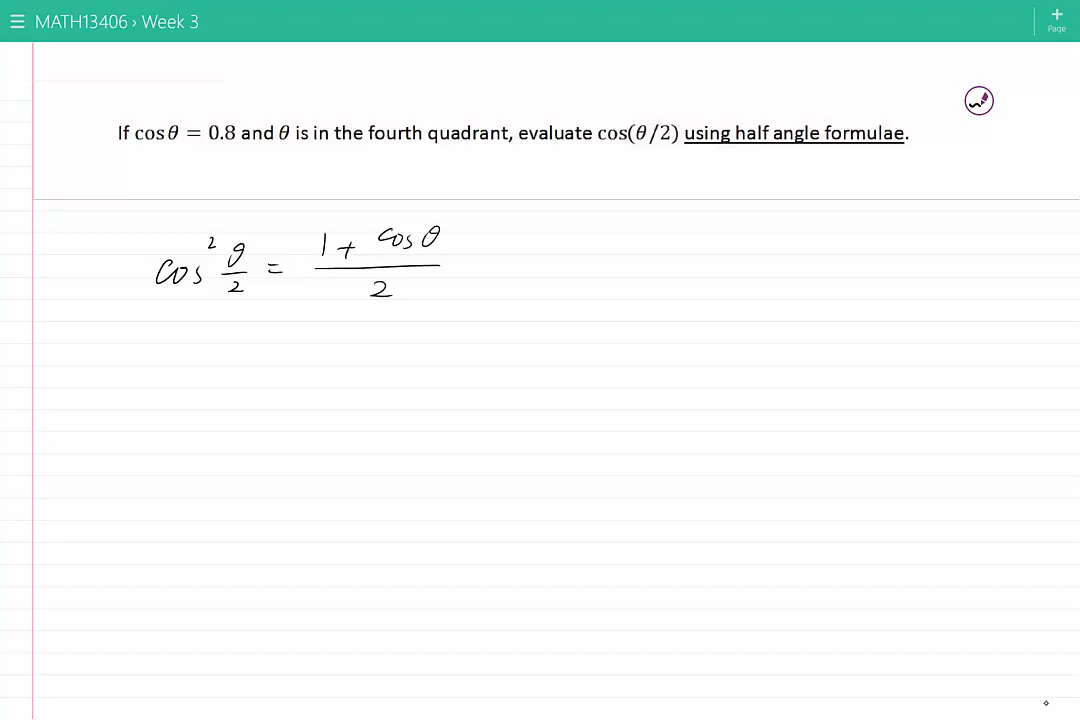 MATH13406 › Week 3
Page
If cos θ = 0.8 and θ is in the fourth quadrant, evaluate cos(θ/2) using half angle formulae.
cos² θ/2 = (1 + cos θ)/2